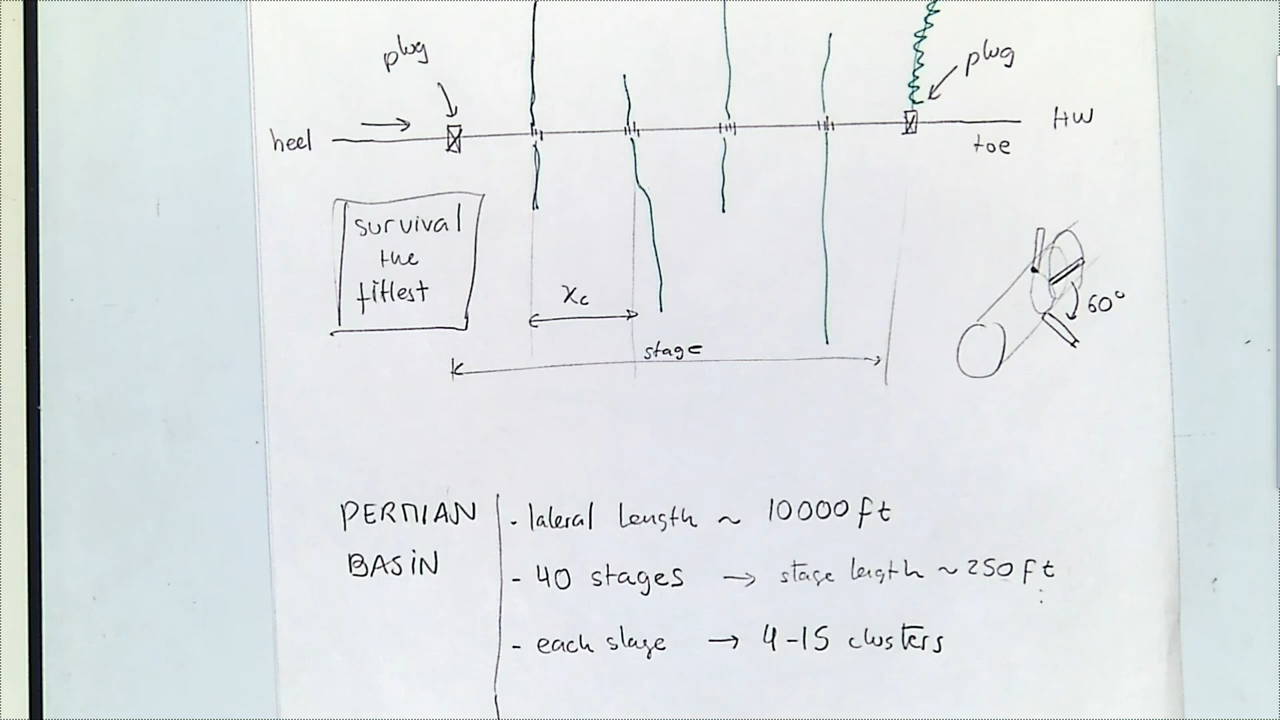 plug
plug
heel
HW
toe
survival
the
fittest
xc
60°
stage
PERMIAN
BASIN
- lateral length ~ 10000 ft
- 40 stages → stage length ~ 250 ft
- each stage → 4-15 clusters